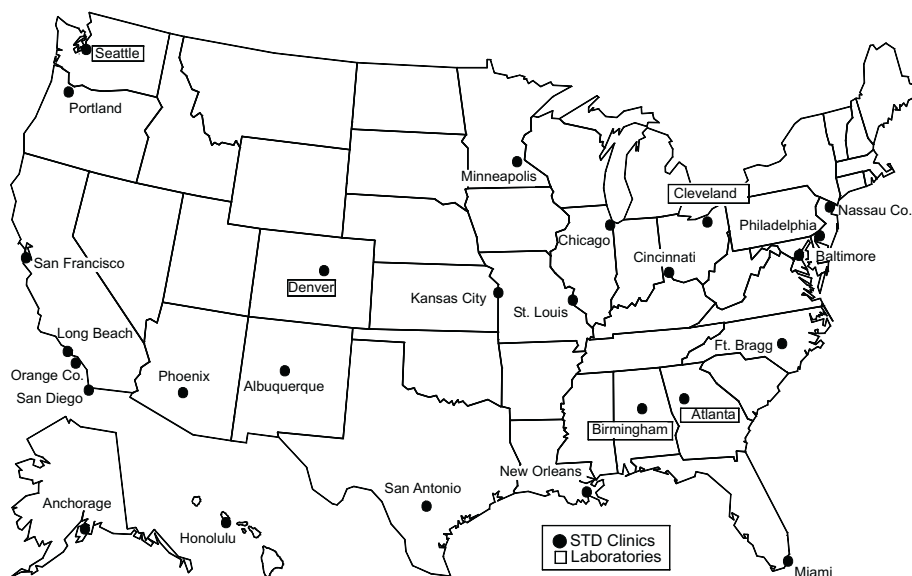 Seattle
Portland
Minneapolis
Cleveland
Nassau Co.
Philadelphia
Chicago
Cincinnati
Baltimore
San Francisco
Denver
Kansas City
St. Louis
Long Beach
Ft. Bragg
Orange Co.
Phoenix
Albuquerque
San Diego
Atlanta
Birmingham
New Orleans
San Antonio
Anchorage
Honolulu
STD Clinics
Laboratories
Miami